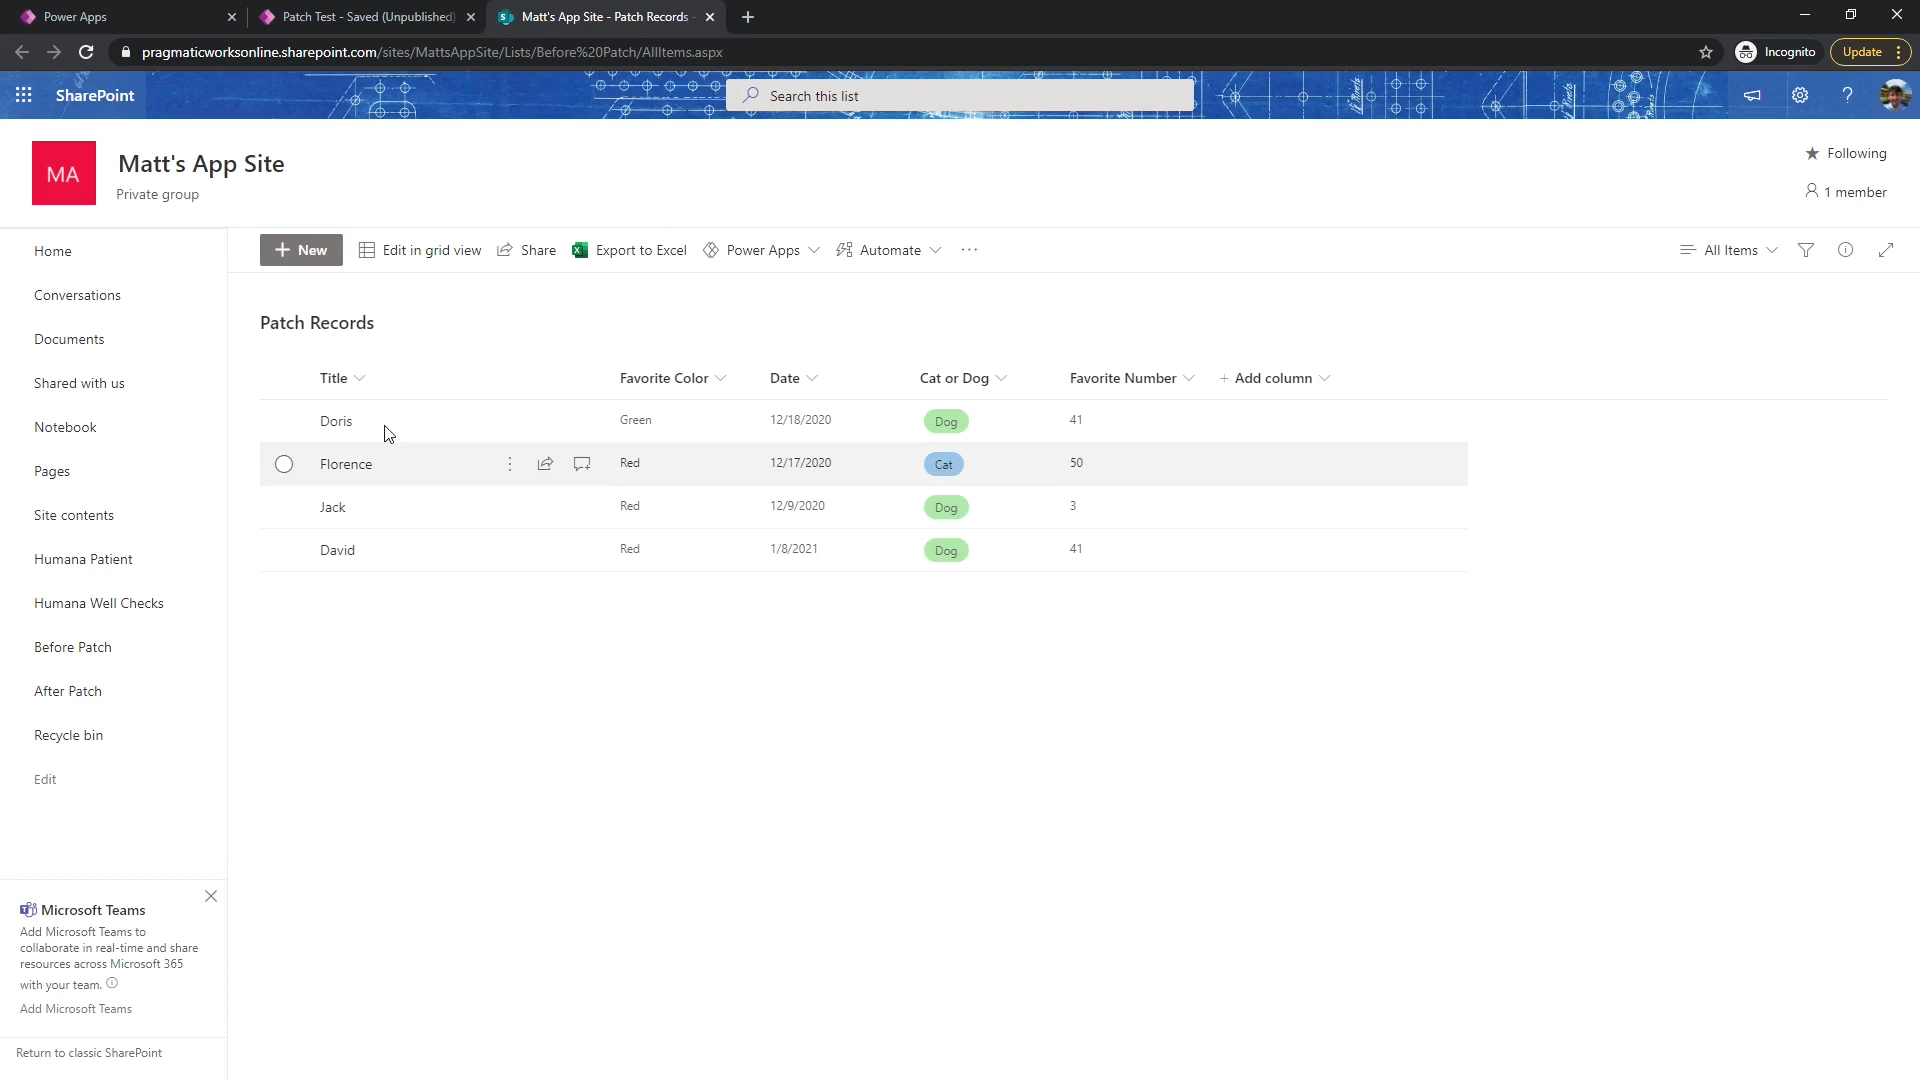 Power Apps
Patch Test - Saved (Unpublished)
Matt's App Site - Patch Records -
pragmaticworksonline.sharepoint.com/sites/MattsAppSite/Lists/Before%20Patch/AllItems.aspx
Incognito
Update
SharePoint
Search this list
MA
Matt's App Site
Private group
Following
1 member
Home
Conversations
Documents
Shared with us
Notebook
Pages
Site contents
Humana Patient
Humana Well Checks
Before Patch
After Patch
Recycle bin
Edit
New
Edit in grid view
Share
Export to Excel
Power Apps
Automate
All Items
Patch Records
Title Favorite Color Date Cat or Dog Favorite Number + Add column
Doris Green 12/18/2020 Dog 41
Florence Red 12/17/2020 Cat 50
Jack Red 12/9/2020 Dog 3
David Red 1/8/2021 Dog 41
Microsoft Teams
Add Microsoft Teams to
collaborate in real-time and share
resources across Microsoft 365
with your team.
Add Microsoft Teams
Return to classic SharePoint